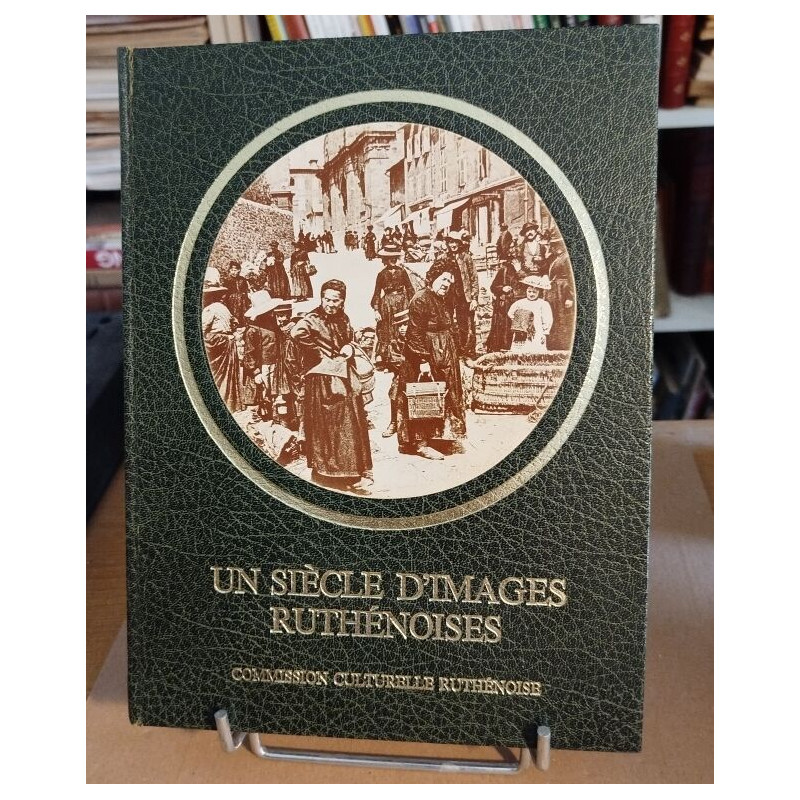 UN SIÈCLE D'IMAGES
RUTHÉNOISES
COMMISSION CULTURELLE RUTHÉNOISE